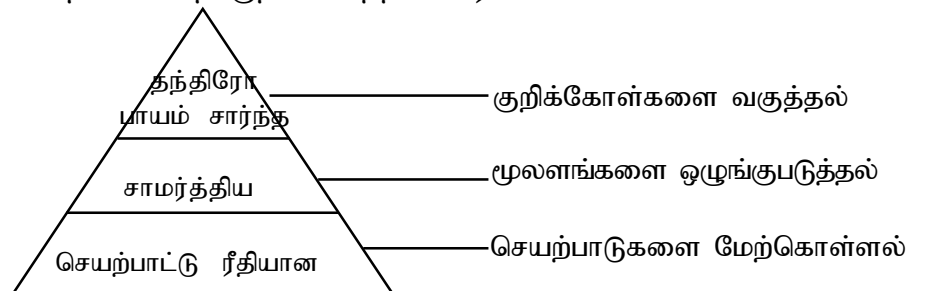 தந்திரோ
பாயம் சார்ந்த
குறிக்கோள்களை வகுத்தல்
சாமர்த்திய
மூலளங்களை ஒழுங்குபடுத்தல்
செயற்பாட்டு ரீதியான
செயற்பாடுகளை மேற்கொள்ளல்